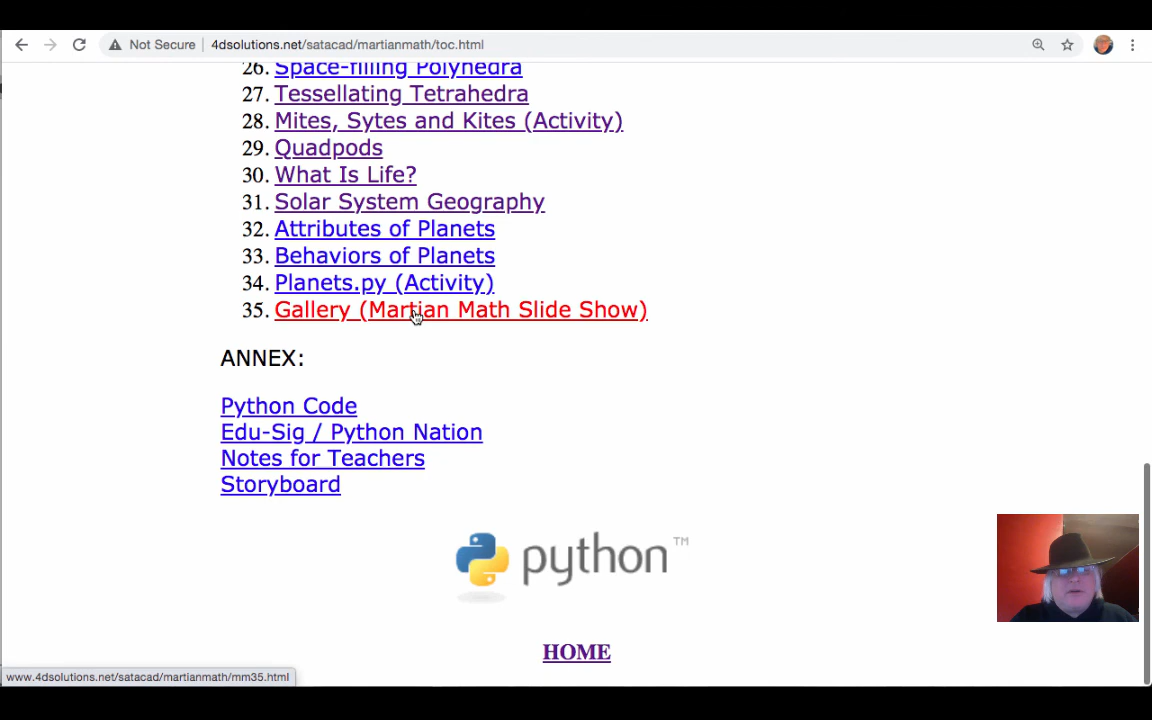 Not Secure 4dsolutions.net/satacad/martianmath/toc.html
26. Space-filling Polyhedra
27. Tessellating Tetrahedra
28. Mites, Sytes and Kites (Activity)
29. Quadpods
30. What Is Life?
31. Solar System Geography
32. Attributes of Planets
33. Behaviors of Planets
34. Planets.py (Activity)
35. Gallery (Martian Math Slide Show)
ANNEX:
Python Code
Edu-Sig / Python Nation
Notes for Teachers
Storyboard
python™
HOME
www.4dsolutions.net/satacad/martianmath/mm35.html